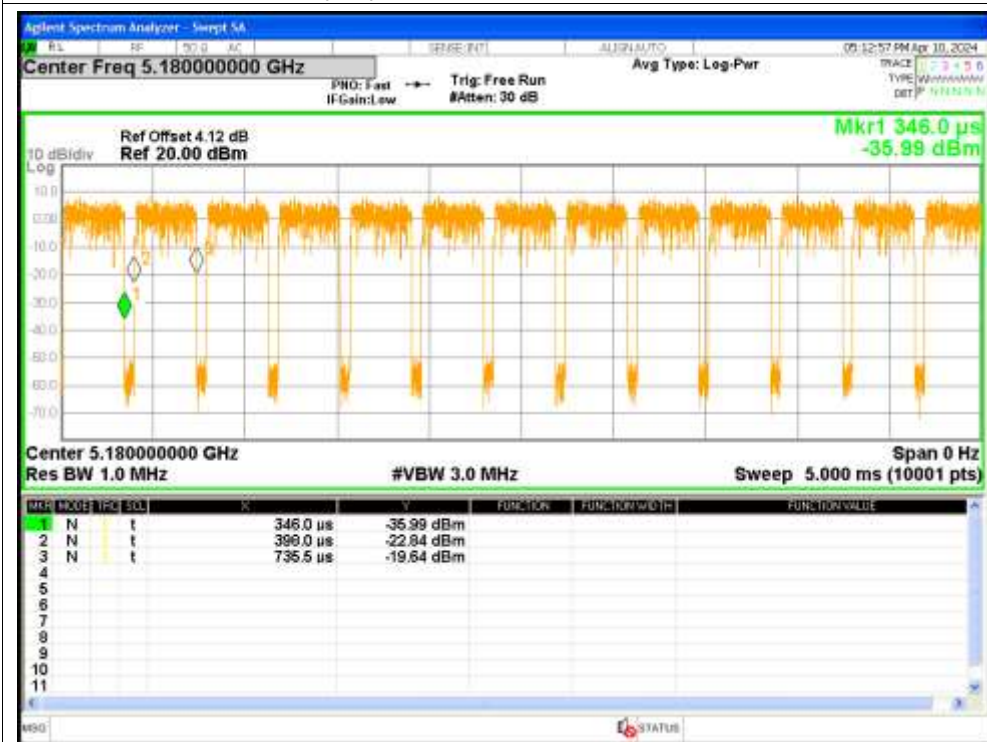 Agilent Spectrum Analyzer - Swept SA
RL RF 50 Ω AC SENSE:INT ALIGN AUTO 05:12:57 PM Apr 10, 2024
Center Freq 5.180000000 GHz
PNO: Fast Trig: Free Run Avg Type: Log-Pwr
IFGain:Low #Atten: 30 dB
TRACE 1 2 3 4 5 6
TYPE
DET P N N N N N
Ref Offset 4.12 dB
10 dB/div Ref 20.00 dBm
Log
Mkr1 346.0 µs
-35.99 dBm
10.0
0.00
-10.0
-20.0
-30.0
-40.0
-50.0
-60.0
-70.0
1
2
3
Center 5.180000000 GHz Span 0 Hz
Res BW 1.0 MHz #VBW 3.0 MHz Sweep 5.000 ms (10001 pts)
MKR MODE TRC SCL X Y FUNCTION FUNCTION WIDTH FUNCTION VALUE
1 N t 346.0 µs -35.99 dBm
2 N t 398.0 µs -22.84 dBm
3 N t 735.5 µs -19.64 dBm
4
5
6
7
8
9
10
11
MSG STATUS